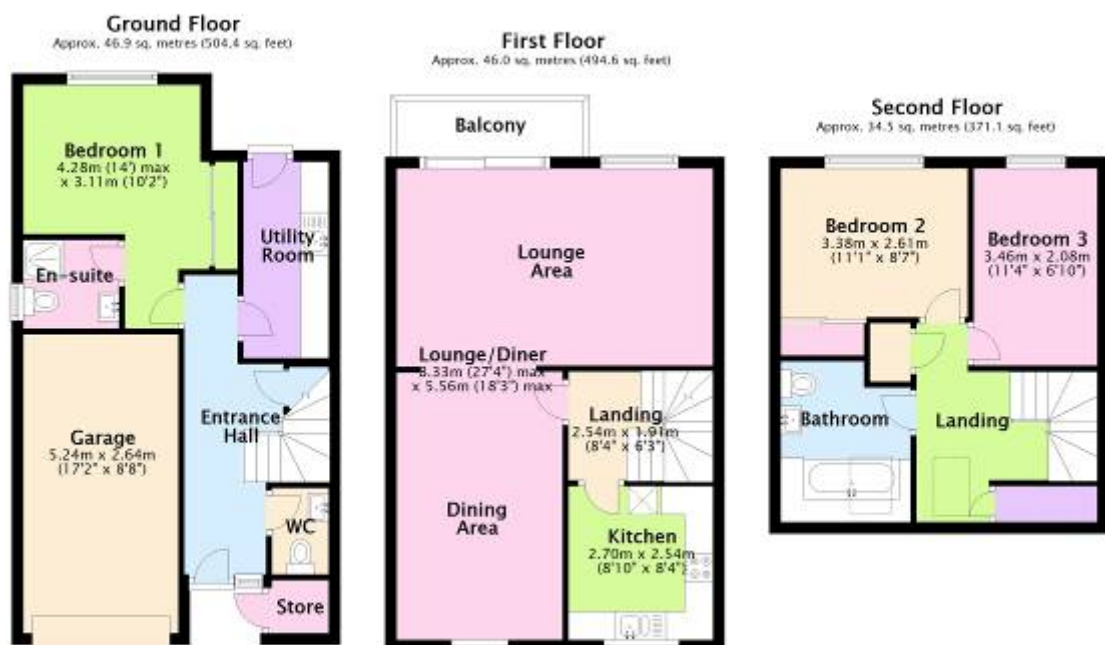 Ground Floor
Approx. 46.9 sq. metres (504.4 sq. feet)
Bedroom 1
4.28m (14') max
x 3.11m (10'2")
Utility
Room
En-suite
Entrance
Hall
Garage
5.24m x 2.64m
(17'2" x 8'8")
WC
Store
First Floor
Approx. 46.0 sq. metres (494.6 sq. feet)
Balcony
Lounge
Area
Lounge/Diner
8.33m (27'4") max
x 5.56m (18'3") max
Landing
2.54m x 1.91m
(8'4" x 6'3")
Dining
Area
Kitchen
2.70m x 2.54m
(8'10" x 8'4")
Second Floor
Approx. 34.5 sq. metres (371.1 sq. feet)
Bedroom 2
3.38m x 2.61m
(11'1" x 8'7")
Bedroom 3
3.46m x 2.08m
(11'4" x 6'10")
Bathroom
Landing